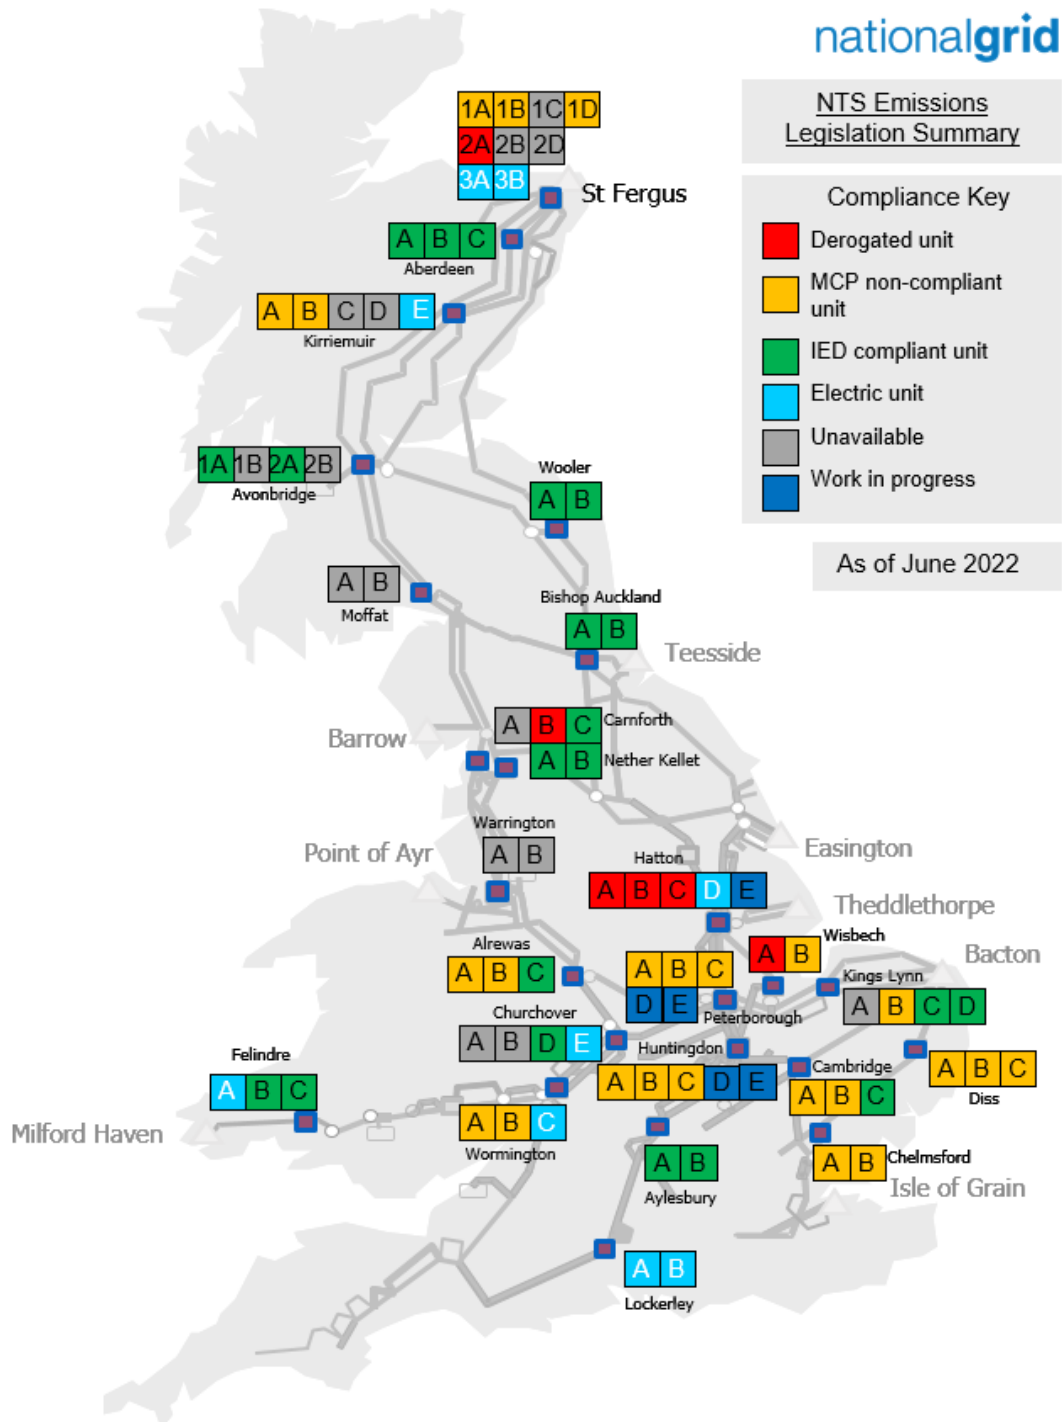 nationalgrid
NTS Emissions
Legislation Summary
Compliance Key
Derogated unit
MCP non-compliant
unit
IED compliant unit
Electric unit
Unavailable
Work in progress
As of June 2022
1A 1B 1C 1D
2A 2B 2D
3A 3B
St Fergus
A B C
Aberdeen
A B C D E
Kirriemuir
1A 1B 2A 2B
Avonbridge
Wooler
A B
A B
Moffat
Bishop Auckland
A B
Teesside
Barrow
A B C Carnforth
A B Nether Kellet
Warrington
A B
Point of Ayr
Easington
Hatton
A B C D E
Theddlethorpe
Wisbech
A B
Bacton
Alrewas
A B C
A B C
D E
Peterborough
Kings Lynn
A B C D
Churchover
A B D E
Huntingdon
A B C D E
Cambridge
A B C
A B C
Diss
Felindre
A B C
Milford Haven
A B C
Wormington
A B
Aylesbury
A B
Chelmsford
Isle of Grain
A B
Lockerley